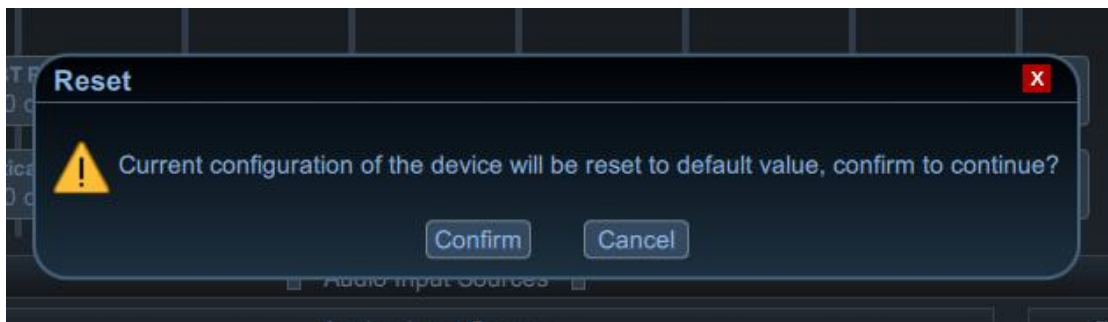 Reset
X
Current configuration of the device will be reset to default value, confirm to continue?
Confirm Cancel
Audio Input Sources